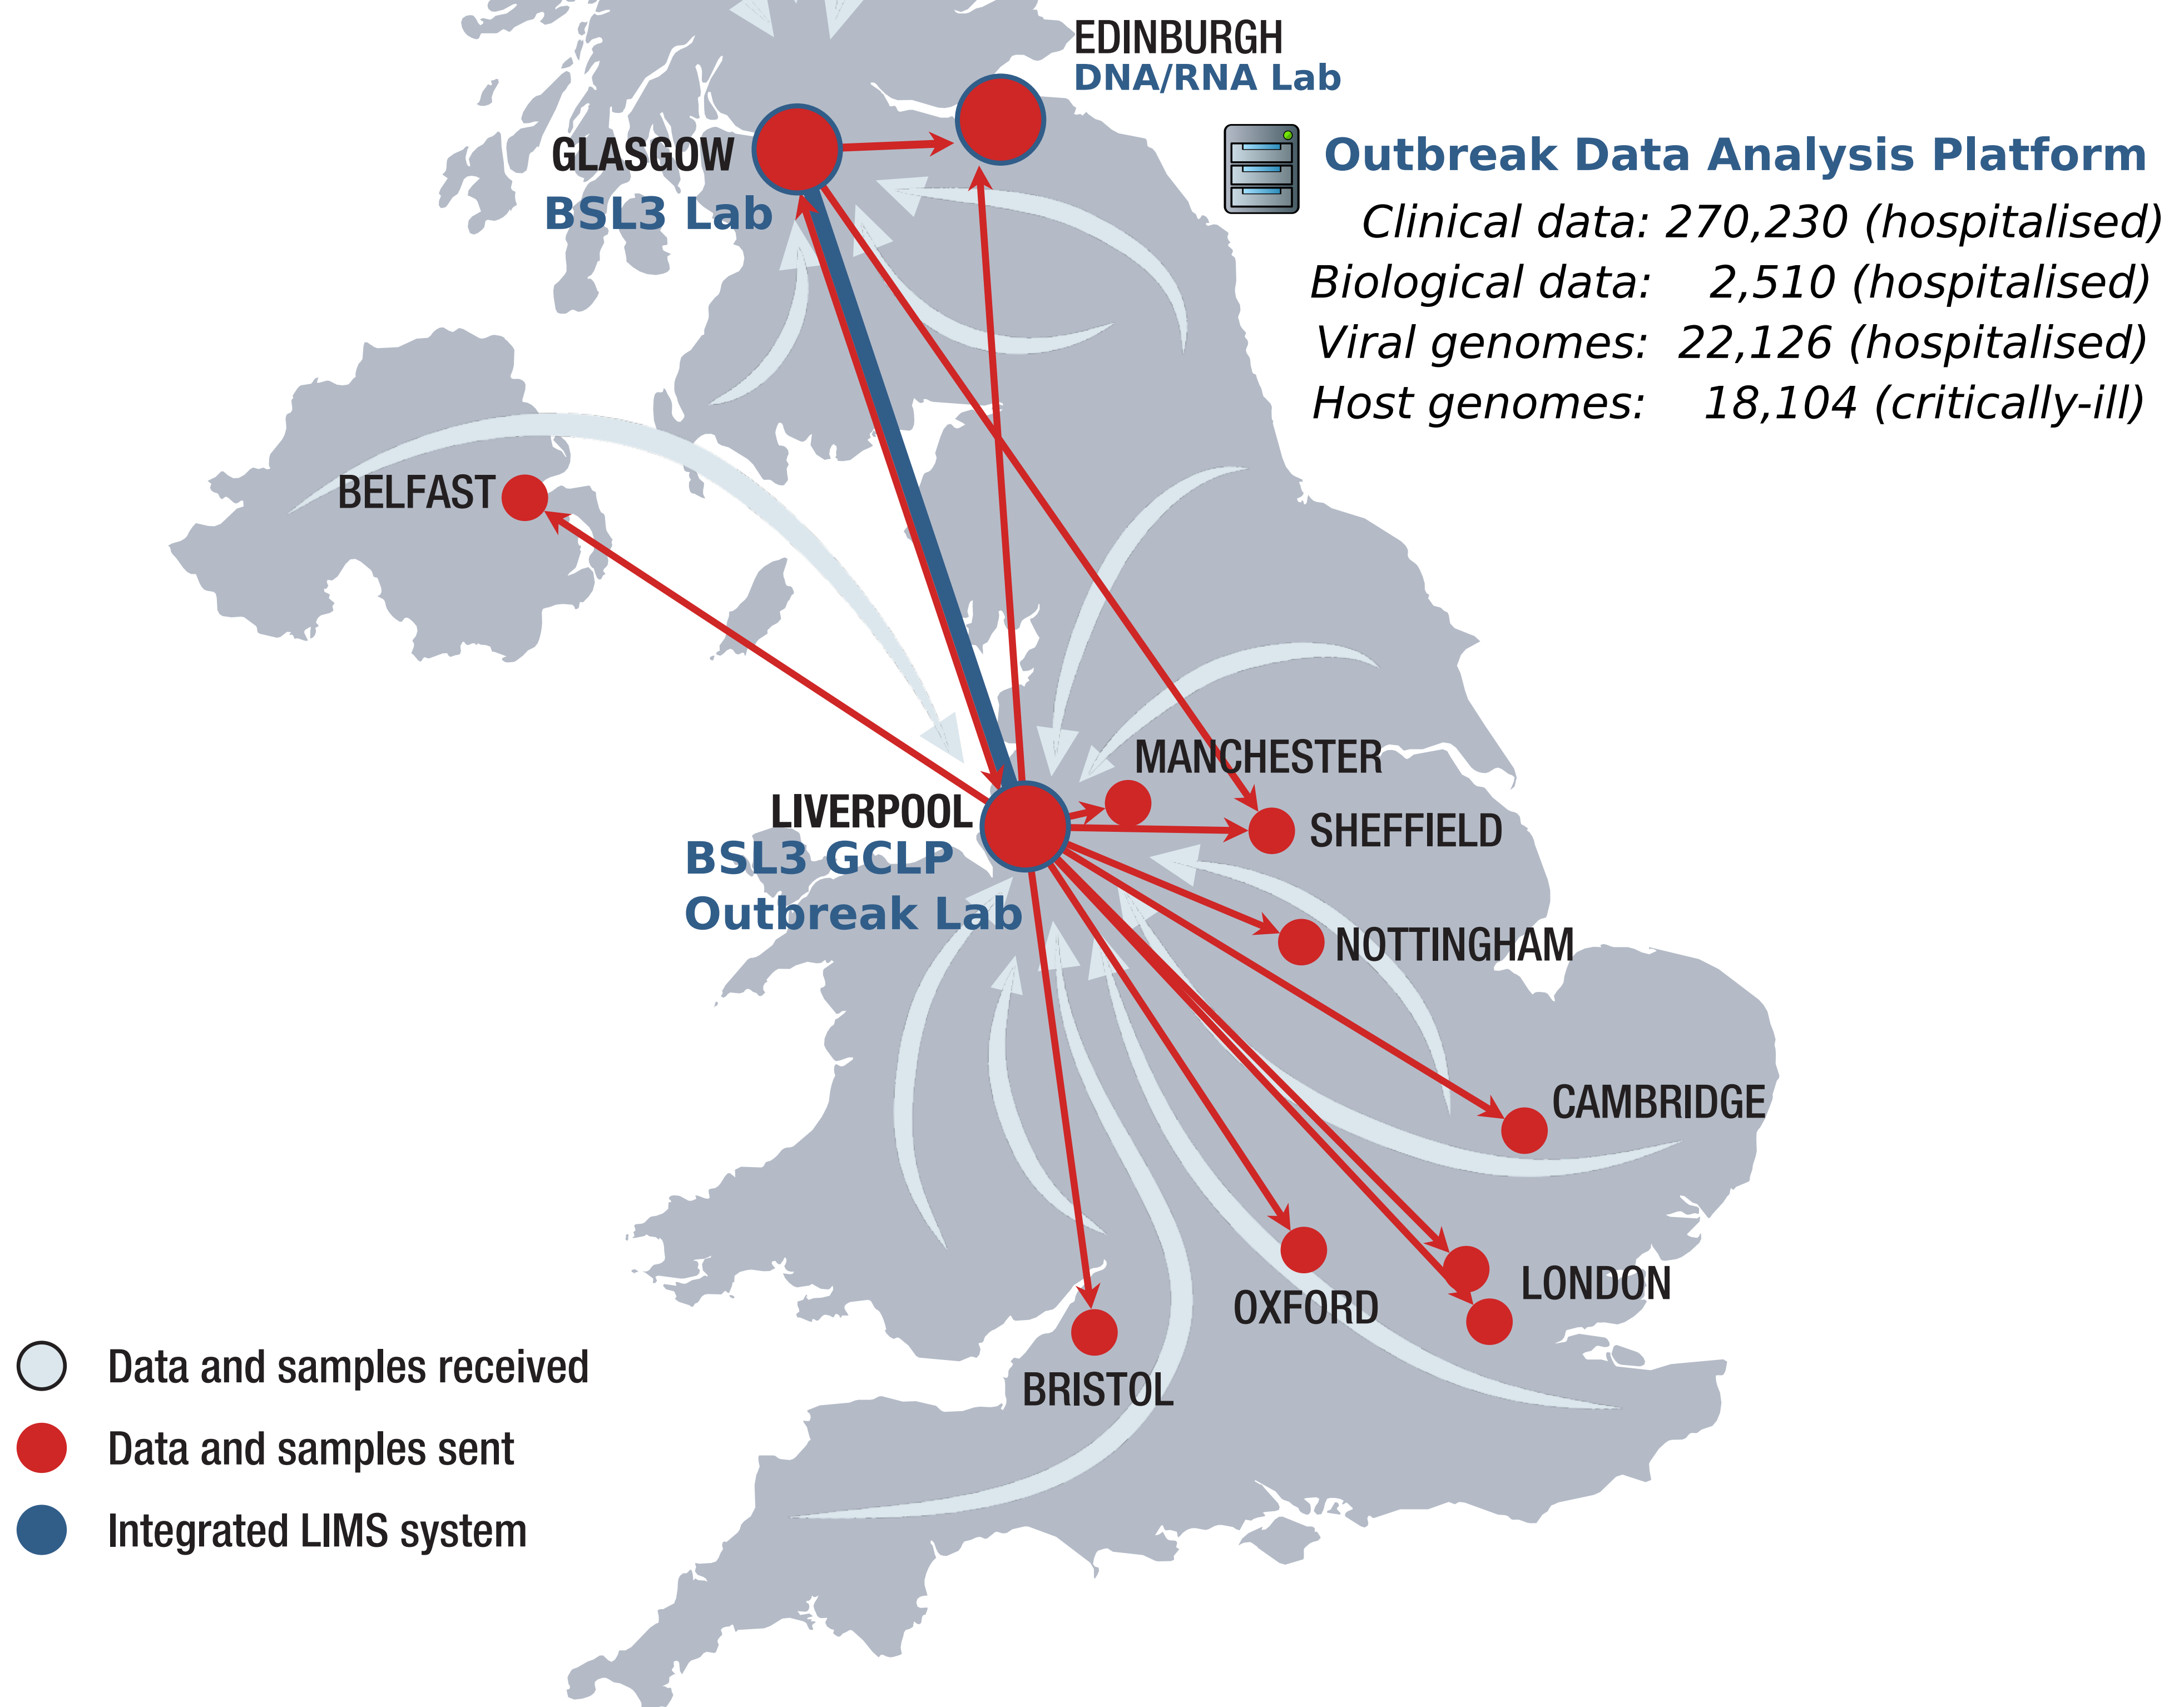 EDINBURGH
DNA/RNA Lab
GLASGOW
BSL3 Lab
Outbreak Data Analysis Platform
Clinical data: 270,230 (hospitalised)
Biological data: 2,510 (hospitalised)
Viral genomes: 22,126 (hospitalised)
Host genomes: 18,104 (critically-ill)
BELFAST
MANCHESTER
LIVERPOOL
BSL3 GCLP
Outbreak Lab
SHEFFIELD
NOTTINGHAM
CAMBRIDGE
LONDON
OXFORD
BRISTOL
Data and samples received
Data and samples sent
Integrated LIMS system